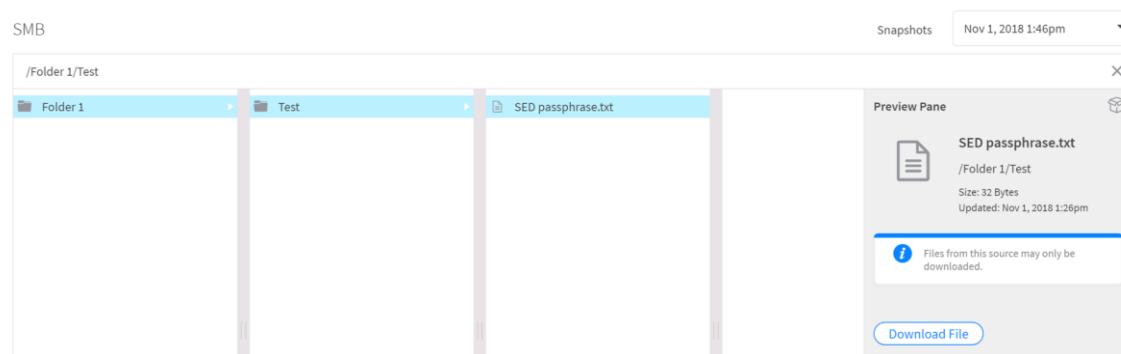 SMB
Snapshots
Nov 1, 2018 1:46pm
/Folder 1/Test
Folder 1
Test
SED passphrase.txt
Preview Pane
SED passphrase.txt
/Folder 1/Test
Size: 32 Bytes
Updated: Nov 1, 2018 1:26pm
Files from this source may only be
downloaded.
Download File